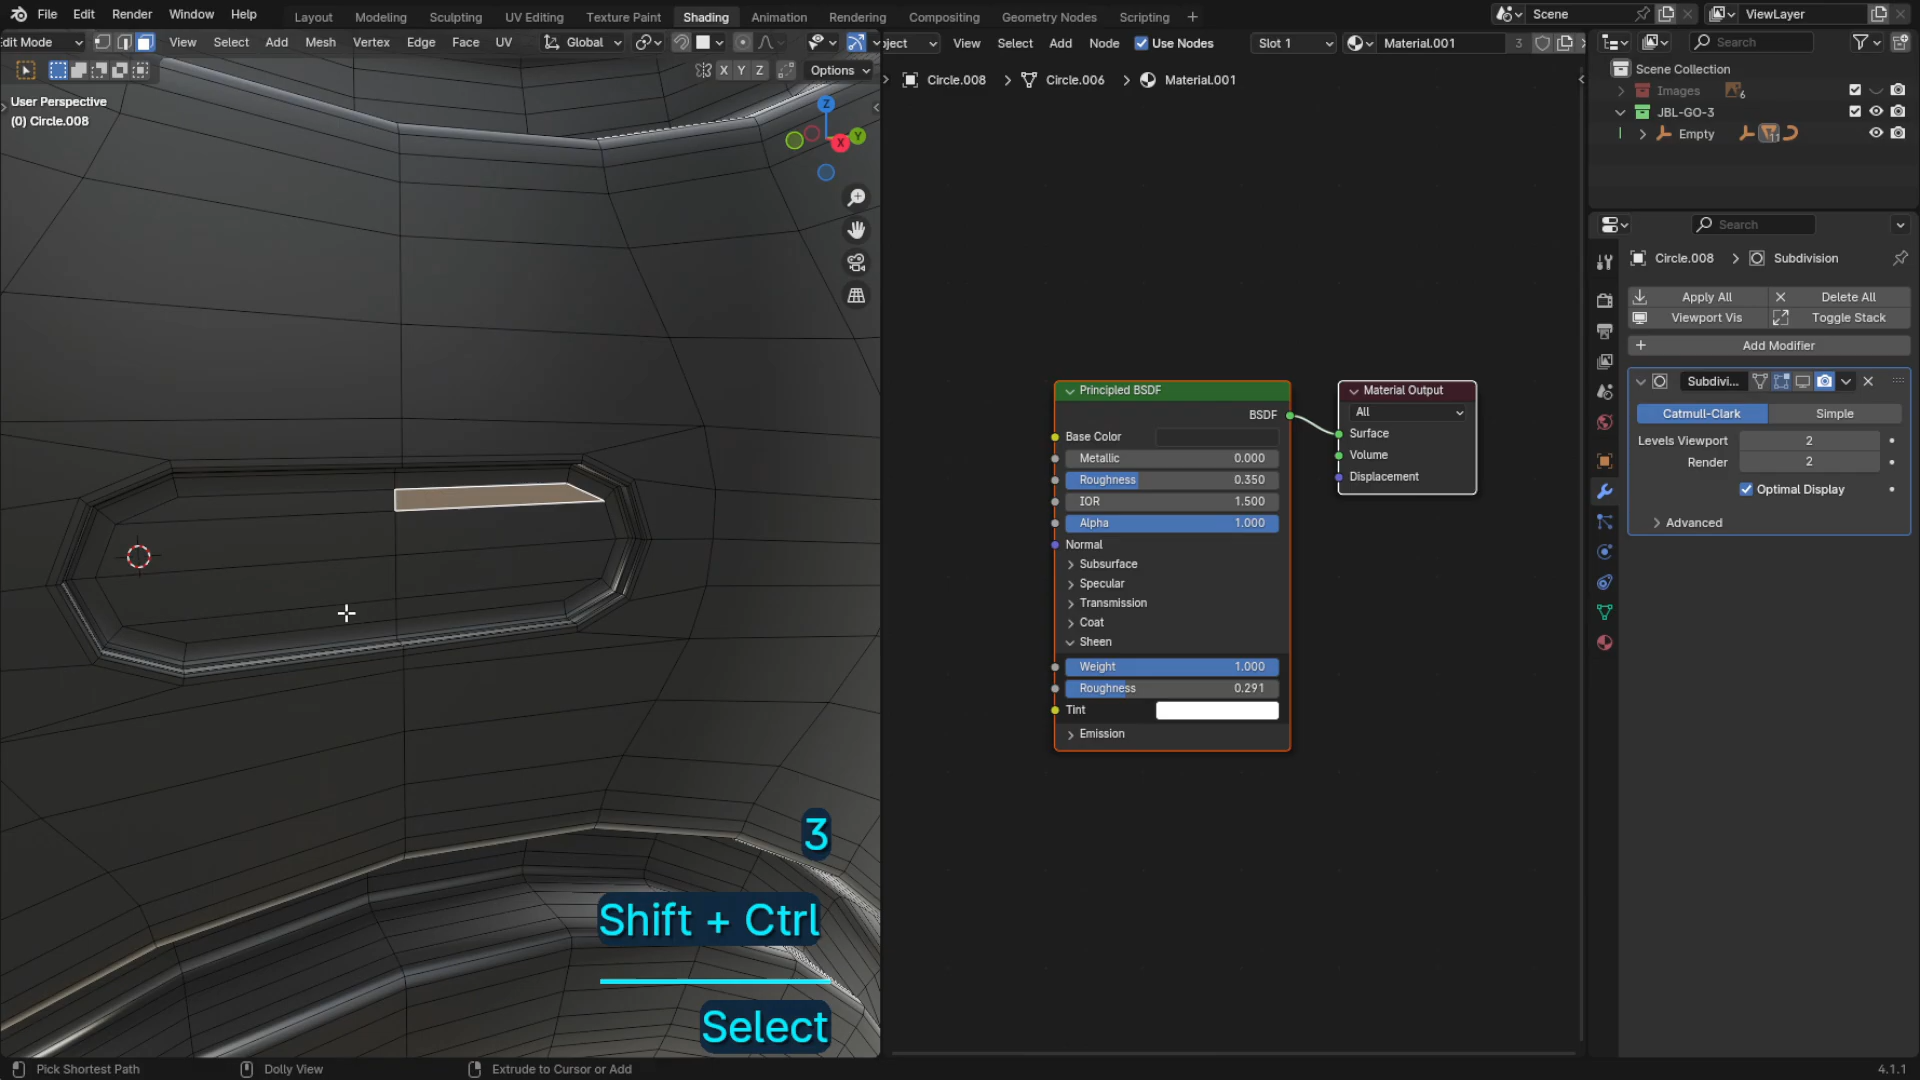 File Edit Render Window Help Layout Modeling Sculpting UV Editing Texture Paint Shading Animation Rendering Compositing Geometry Nodes Scripting Scene ViewLayer
dit Mode View Select Add Mesh Vertex Edge Face UV Global
ject View Select Add Node Use Nodes Slot 1 Material.001 3
Search
X Y Z Options
User Perspective
(0) Circle.008
Z
Y
X
Circle.008 > Circle.006 > Material.001
Scene Collection
Images 6
JBL-GO-3
Empty 11
Search
Circle.008 > Subdivision
Apply All Delete All
Viewport Vis Toggle Stack
Add Modifier
Subdivi...
Catmull-Clark Simple
Levels Viewport 2
Render 2
Optimal Display
Advanced
Principled BSDF
BSDF
Base Color
Metallic 0.000
Roughness 0.350
IOR 1.500
Alpha 1.000
Normal
Subsurface
Specular
Transmission
Coat
Sheen
Weight 1.000
Roughness 0.291
Tint
Emission
Material Output
All
Surface
Volume
Displacement
3
Shift + Ctrl
Select
Pick Shortest Path Dolly View Extrude to Cursor or Add 4.1.1